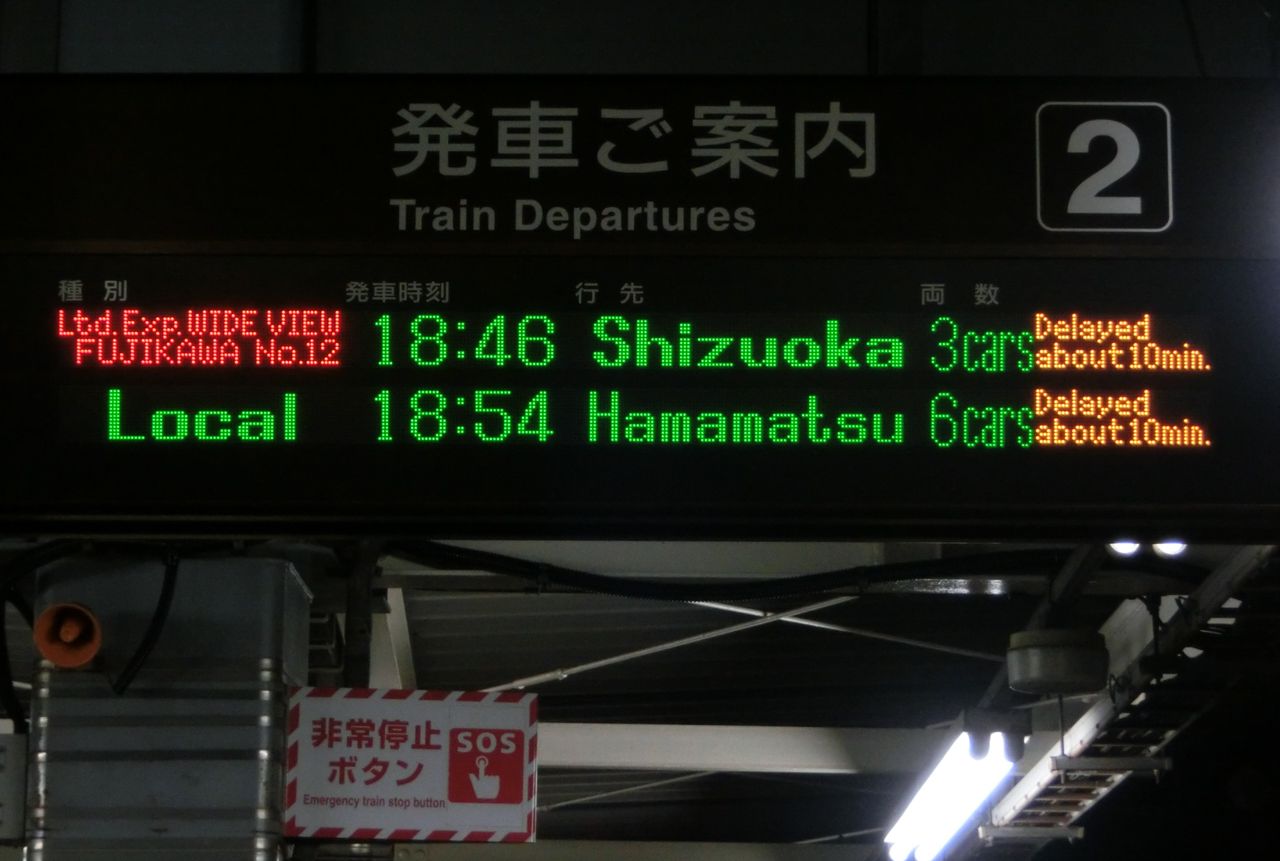 発車ご案内
Train Departures
2
種別 発車時刻 行先 両数
Ltd.Exp.WIDE VIEW FUJIKAWA No.12 18:46 Shizuoka 3cars Delayed about10min.
Local 18:54 Hamamatsu 6cars Delayed about10min.
非常停止
ボタン
SOS
Emergency train stop button